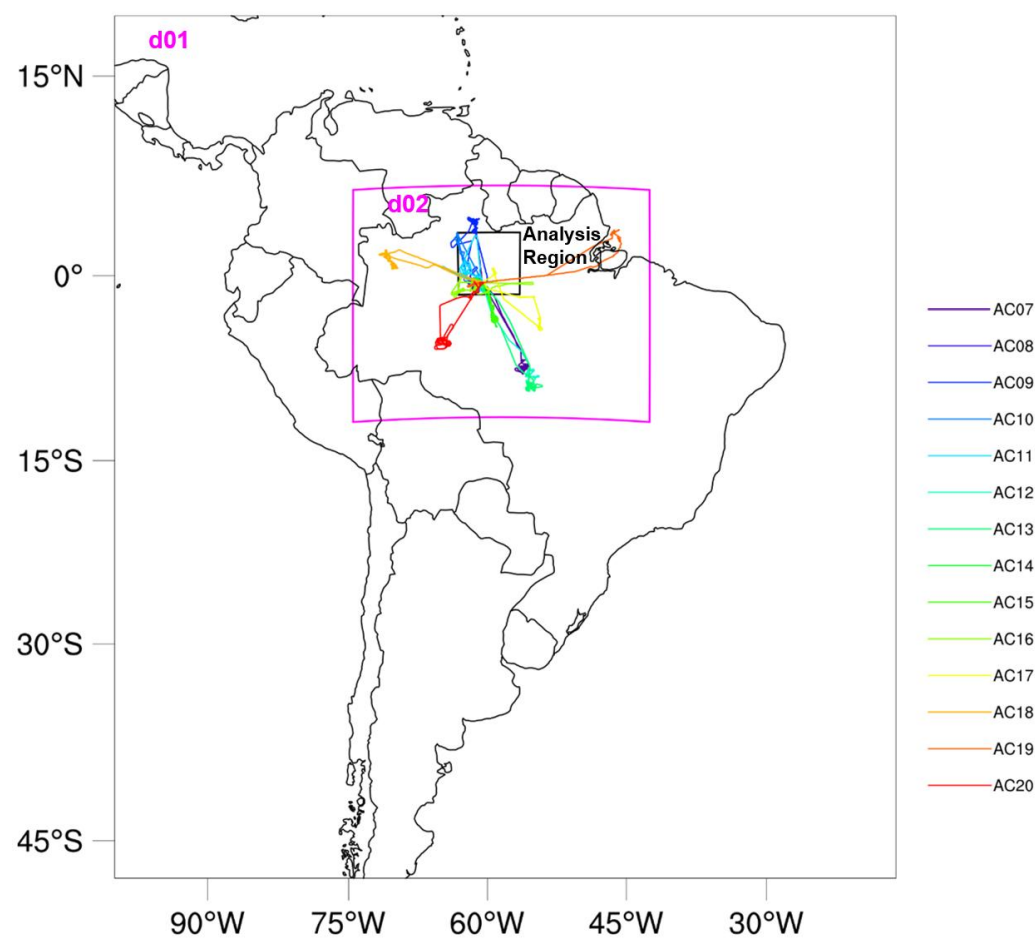 d01
15°N
d02
Analysis
Region
0°
15°S
30°S
45°S
90°W
75°W
60°W
45°W
30°W
AC07
AC08
AC09
AC10
AC11
AC12
AC13
AC14
AC15
AC16
AC17
AC18
AC19
AC20